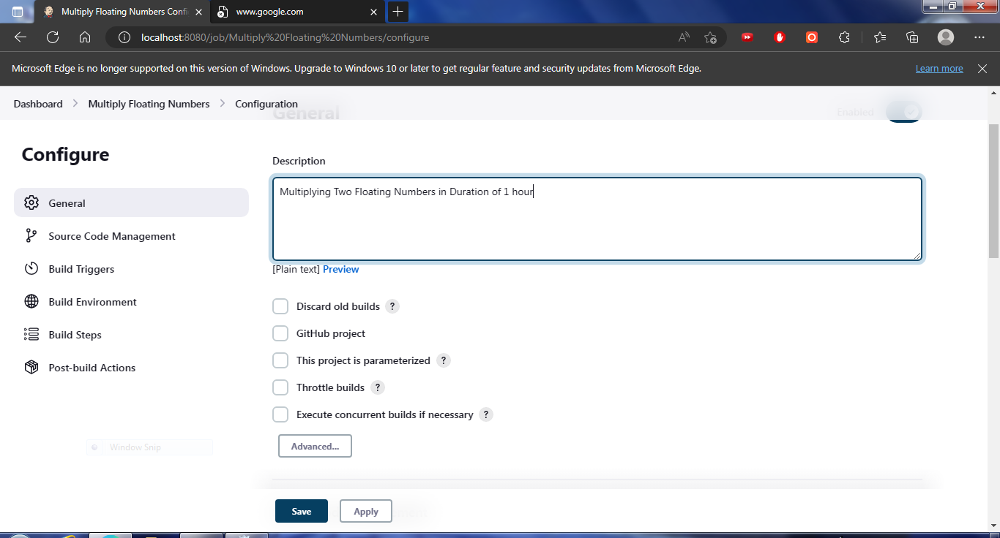 Multiply Floating Numbers Confi
www.google.com
localhost:8080/job/Multiply%20Floating%20Numbers/configure
Microsoft Edge is no longer supported on this version of Windows. Upgrade to Windows 10 or later to get regular feature and security updates from Microsoft Edge.
Learn more
Dashboard > Multiply Floating Numbers > Configuration
General
Enabled
Configure
General
Source Code Management
Build Triggers
Build Environment
Build Steps
Post-build Actions
Window Snip
Description
Multiplying Two Floating Numbers in Duration of 1 hour
[Plain text] Preview
Discard old builds ?
GitHub project
This project is parameterized ?
Throttle builds ?
Execute concurrent builds if necessary ?
Advanced...
Save
Apply